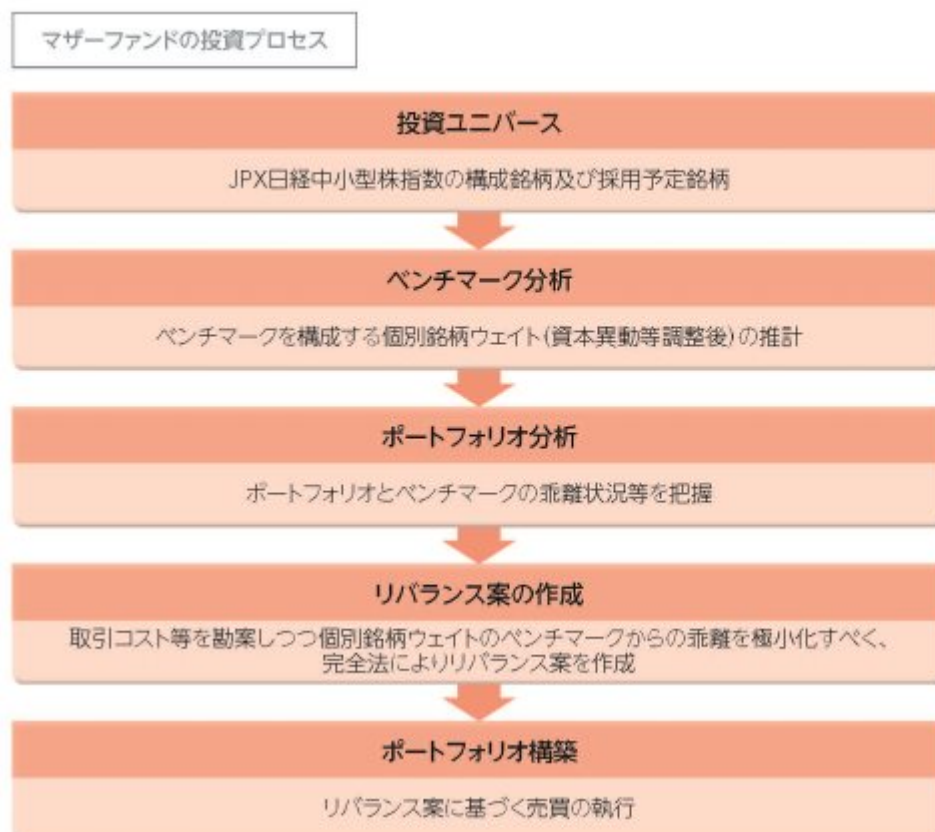 マザーファンドの投資プロセス
投資ユニバース
JPX日経中小型株指数の構成銘柄及び採用予定銘柄
ベンチマーク分析
ベンチマークを構成する個別銘柄ウェイト(資本異動等調整後)の推計
ポートフォリオ分析
ポートフォリオとベンチマークの乖離状況等を把握
リバランス案の作成
取引コスト等を勘案しつつ個別銘柄ウェイトのベンチマークからの乖離を極小化すべく、
完全法によりリバランス案を作成
ポートフォリオ構築
リバランス案に基づく売買の執行